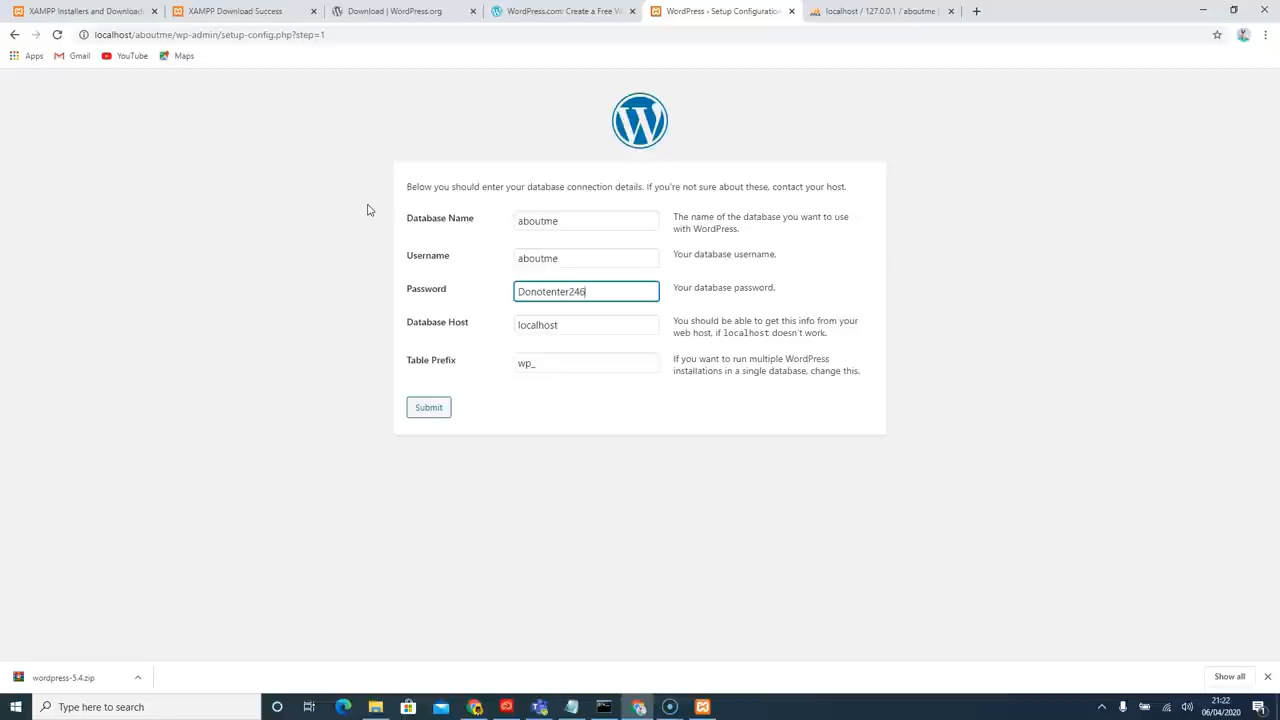 XAMPP Installers and Download
XAMPP Download Success
Download | WordPress.org
WordPress.com: Create a Free W
WordPress › Setup Configuration
localhost / 127.0.0.1 / aboutme |
localhost/aboutme/wp-admin/setup-config.php?step=1
Apps
Gmail
YouTube
Maps
Below you should enter your database connection details. If you're not sure about these, contact your host.
Database Name
aboutme
The name of the database you want to use
with WordPress.
Username
aboutme
Your database username.
Password
Donotenter246
Your database password.
Database Host
localhost
You should be able to get this info from your
web host, if localhost doesn't work.
Table Prefix
wp_
If you want to run multiple WordPress
installations in a single database, change this.
Submit
wordpress-5.4.zip
Show all
Type here to search
21:22
06/04/2020